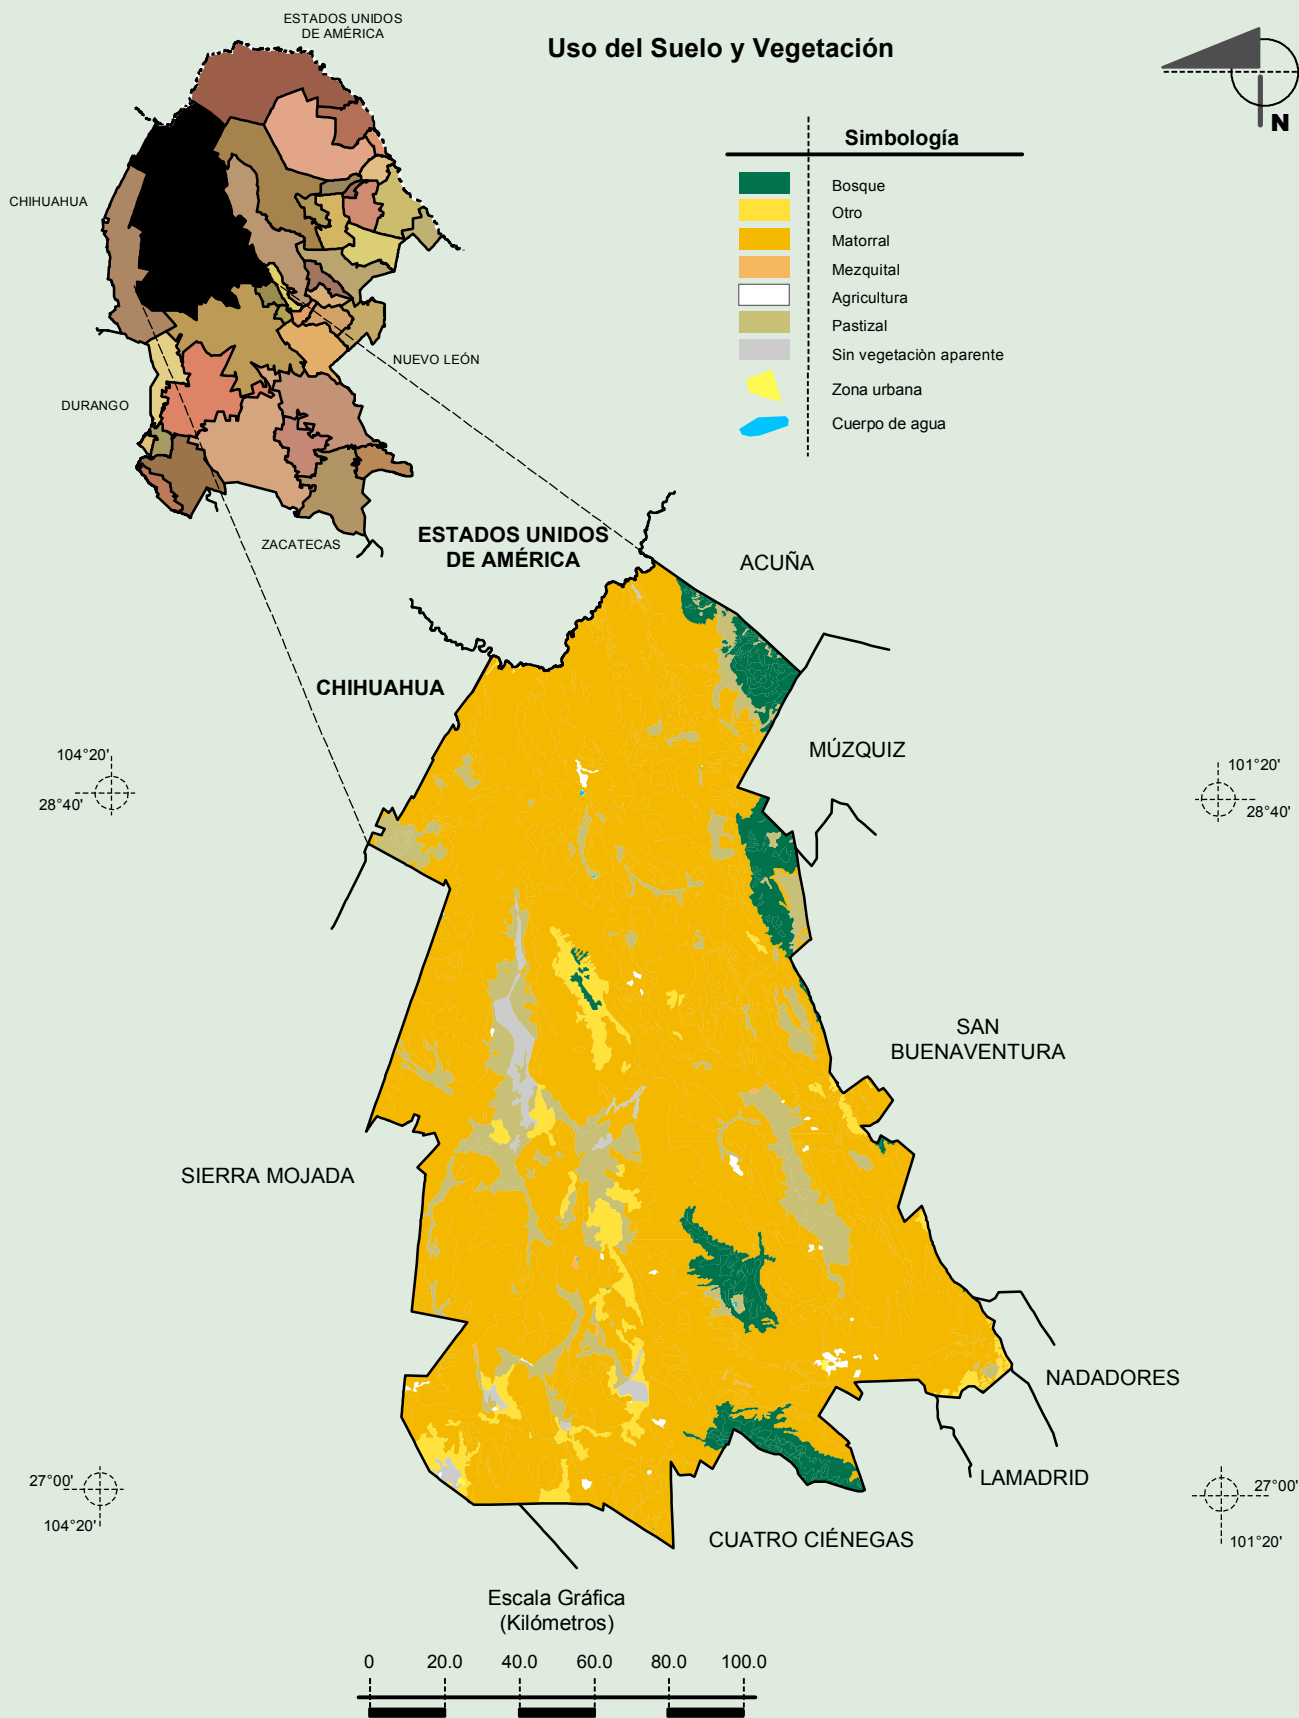 ESTADOS UNIDOS
DE AMÉRICA
Uso del Suelo y Vegetación
N
Simbología
Bosque
Otro
Matorral
Mezquital
Agricultura
Pastizal
Sin vegetaciòn aparente
Zona urbana
Cuerpo de agua
CHIHUAHUA
NUEVO LEÓN
DURANGO
ZACATECAS
ESTADOS UNIDOS
DE AMÉRICA
ACUÑA
CHIHUAHUA
MÚZQUIZ
104°20'
28°40'
101°20'
28°40'
SAN
BUENAVENTURA
SIERRA MOJADA
NADADORES
LAMADRID
27°00'
104°20'
27°00'
101°20'
CUATRO CIÉNEGAS
Escala Gráfica
(Kilómetros)
0 20.0 40.0 60.0 80.0 100.0